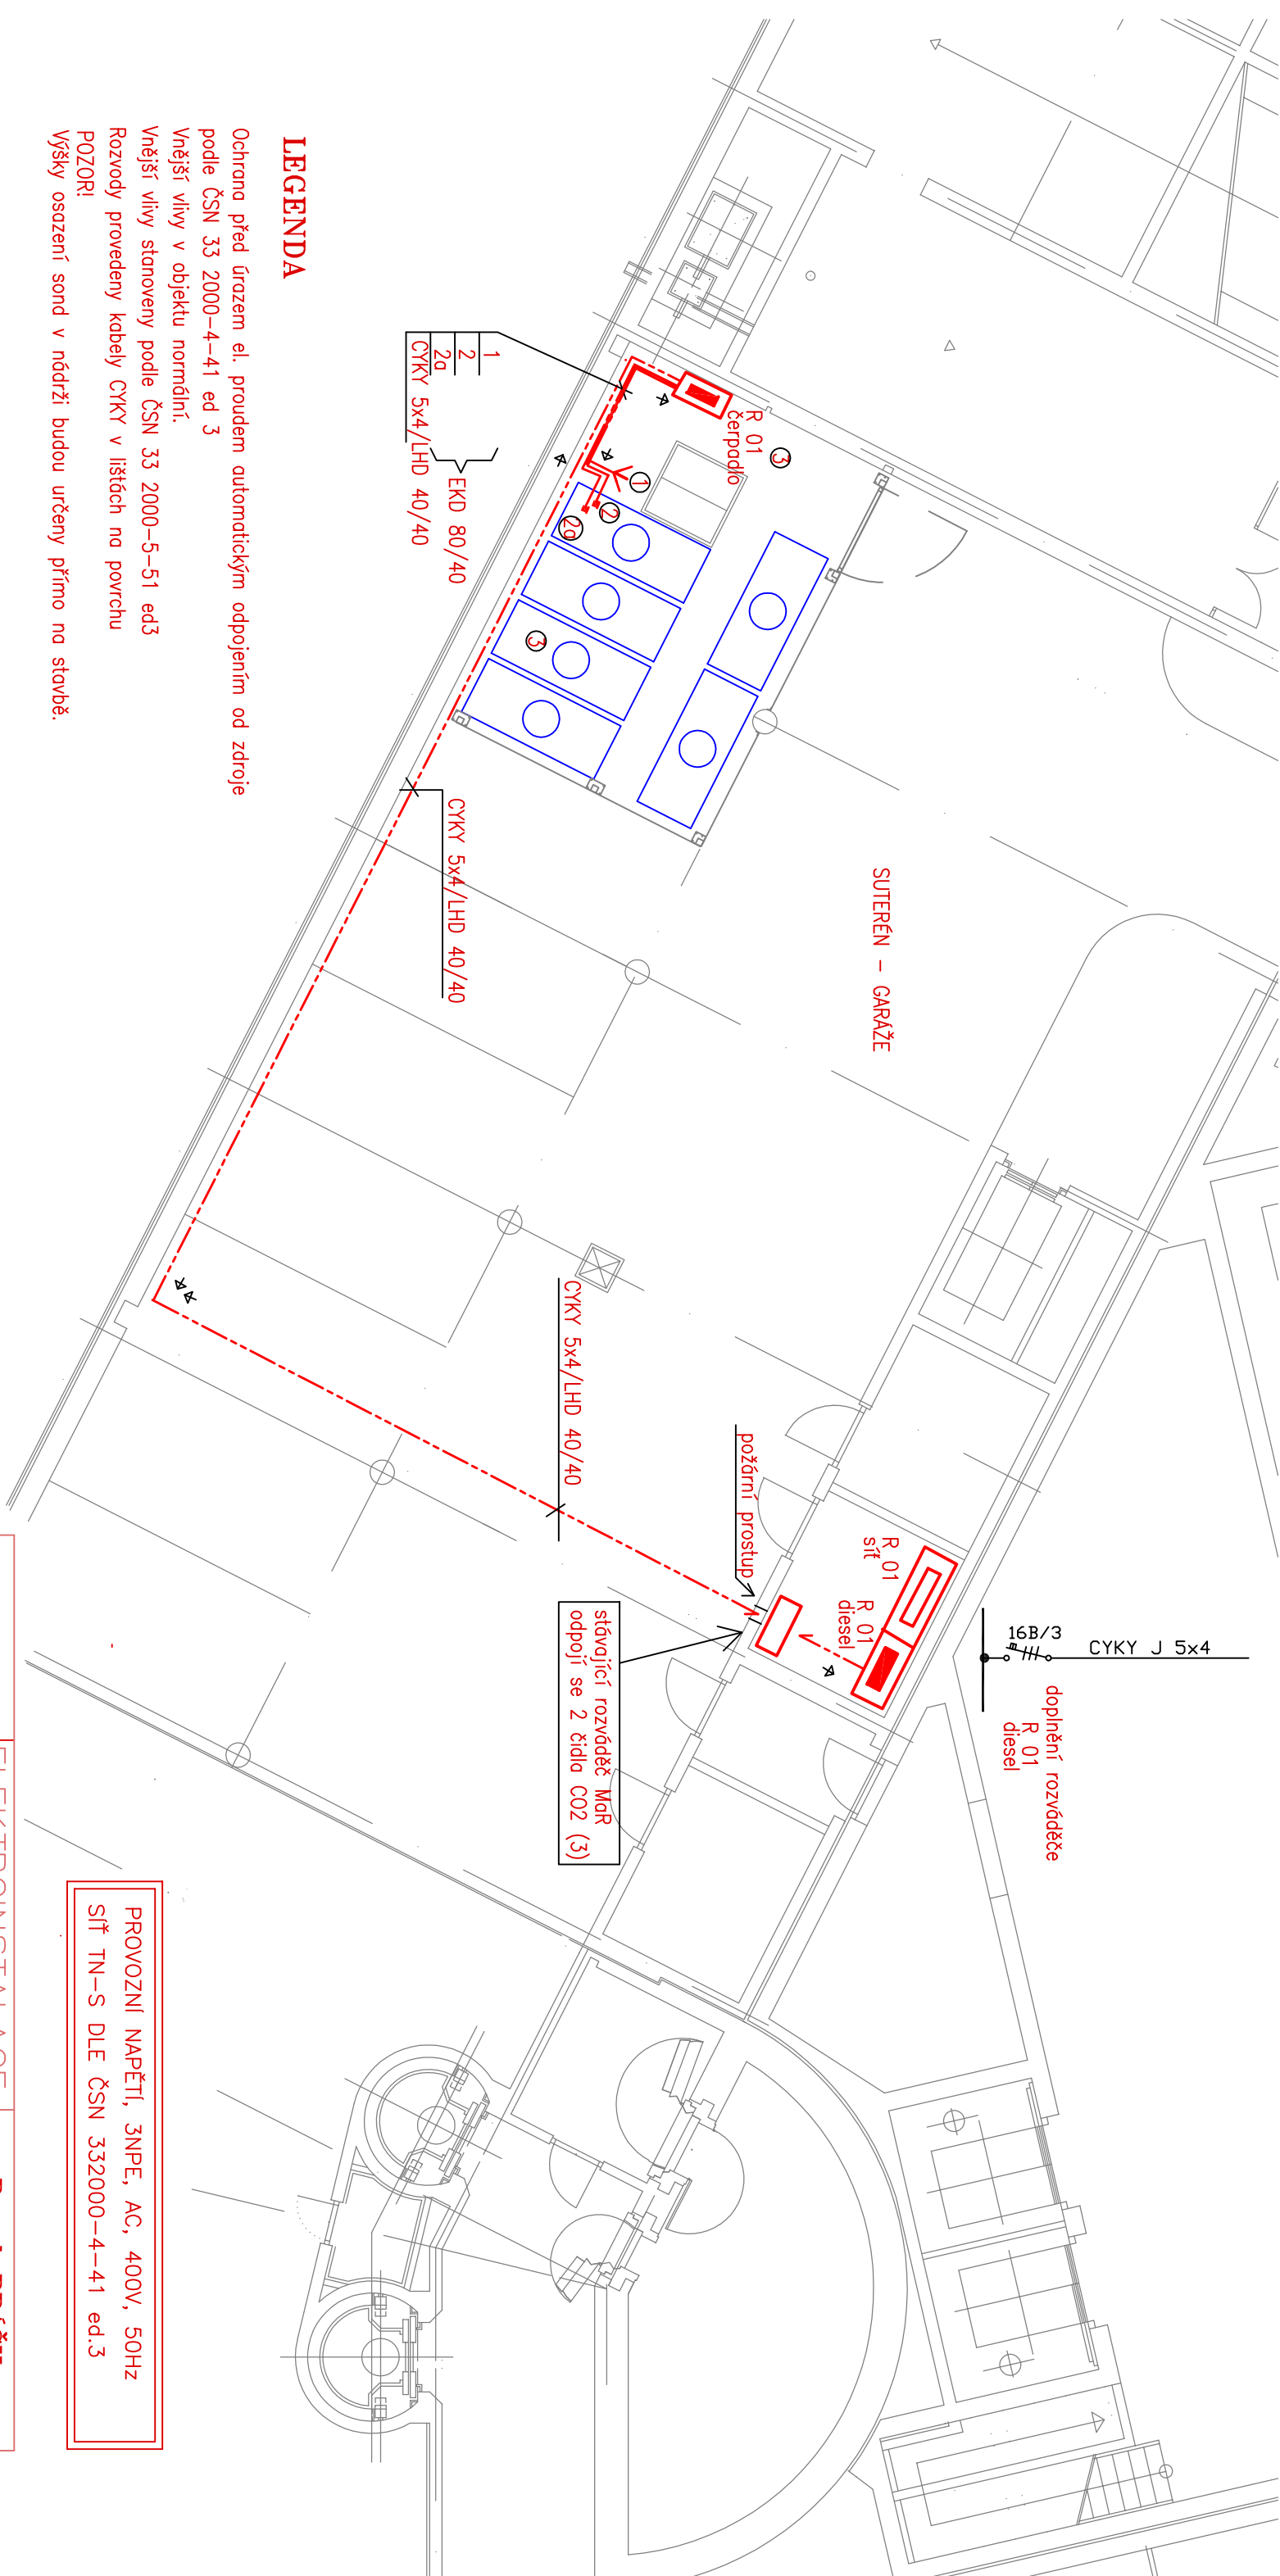 LEGENDA
Ochrana před úrazem el. proudem automatickým odpojením od zdroje
podle ČSN 33 2000-4-41 ed 3
Vnější vlivy v objektu normální.
Vnější vlivy stanoveny podle ČSN 33 2000-5-51 ed3
Rozvody provedeny kabely CYKY v lištách na povrchu
POZOR!
Výšky osazení sond v nádrži budou určeny přímo na stavbě.
1
2
2a
CYKY 5x4/LHD 40/40
EKD 80/40
R 01
čerpadlo
3
1
2
2a
3
CYKY 5x4/LHD 40/40
SUTERÉN - GARÁŽE
CYKY 5x4/LHD 40/40
požární prostup
R 01
síť
R 01
diesel
stávající rozváděč MaR
odpojí se 2 čidla CO2 (3)
16B/3
CYKY J 5x4
doplnění rozváděče
R 01
diesel
PROVOZNÍ NAPĚTÍ, 3NPE, AC, 400V, 50Hz
SÍŤ TN-S DLE ČSN 332000-4-41 ed.3
ELEKTROINSTALACE